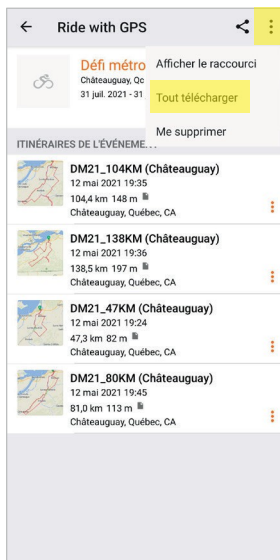 Ride with GPS
Défi métro
Châteauguay, Qc
31 juil. 2021 - 31
Afficher le raccourci
Tout télécharger
Me supprimer
ITINÉRAIRES DE L'ÉVÉNEME
DM21_104KM (Châteauguay)
12 mai 2021 19:35
104,4 km 148 m
Châteauguay, Québec, CA
DM21_138KM (Châteauguay)
12 mai 2021 19:36
138,5 km 197 m
Châteauguay, Québec, CA
DM21_47KM (Châteauguay)
12 mai 2021 19:24
47,3 km 82 m
Châteauguay, Québec, CA
DM21_80KM (Châteauguay)
12 mai 2021 19:45
81,0 km 113 m
Châteauguay, Québec, CA